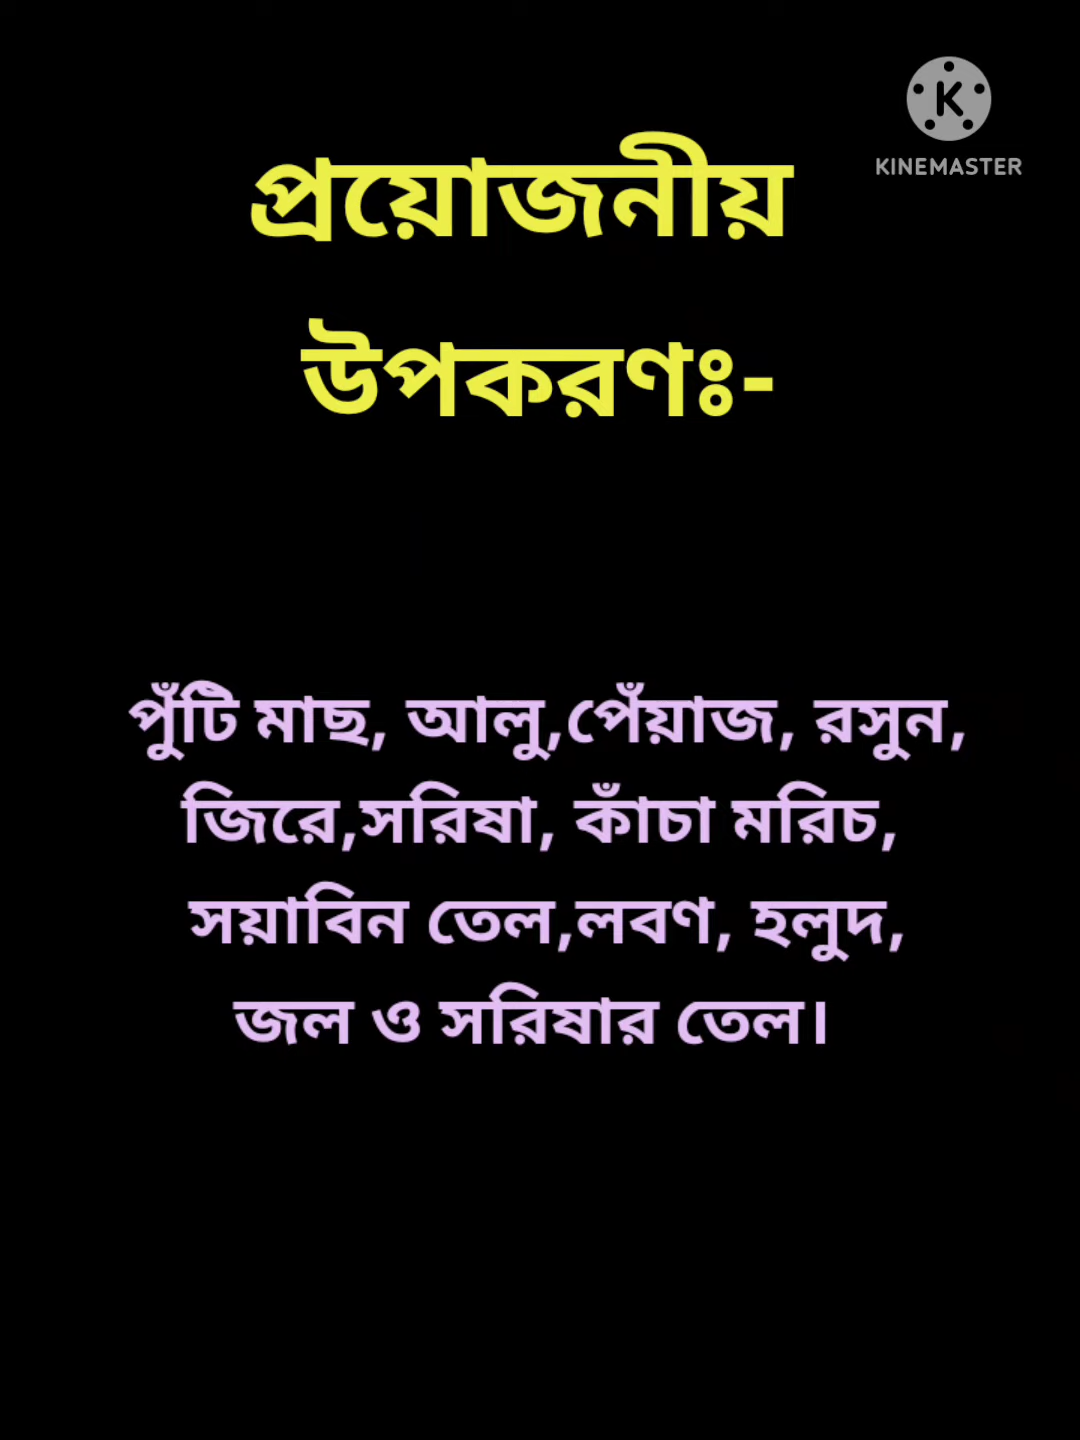 KINEMASTER
প্রয়োজনীয়
উপকরণঃ-
পুঁটি মাছ, আলু,পেঁয়াজ, রসুন,
জিরে,সরিষা, কাঁচা মরিচ,
সয়াবিন তেল,লবণ, হলুদ,
জল ও সরিষার তেল।